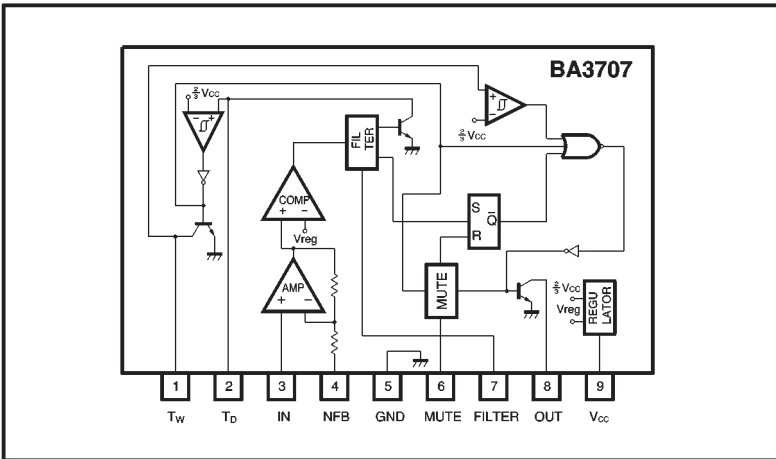 BA3707
2/3 Vcc
2/3 Vcc
FIL
TER
COMP
Vreg
S
Q̄
R
AMP
MUTE
2/3 Vcc
Vreg
REGU
LATOR
1 2 3 4 5 6 7 8 9
TW TD IN NFB GND MUTE FILTER OUT Vcc